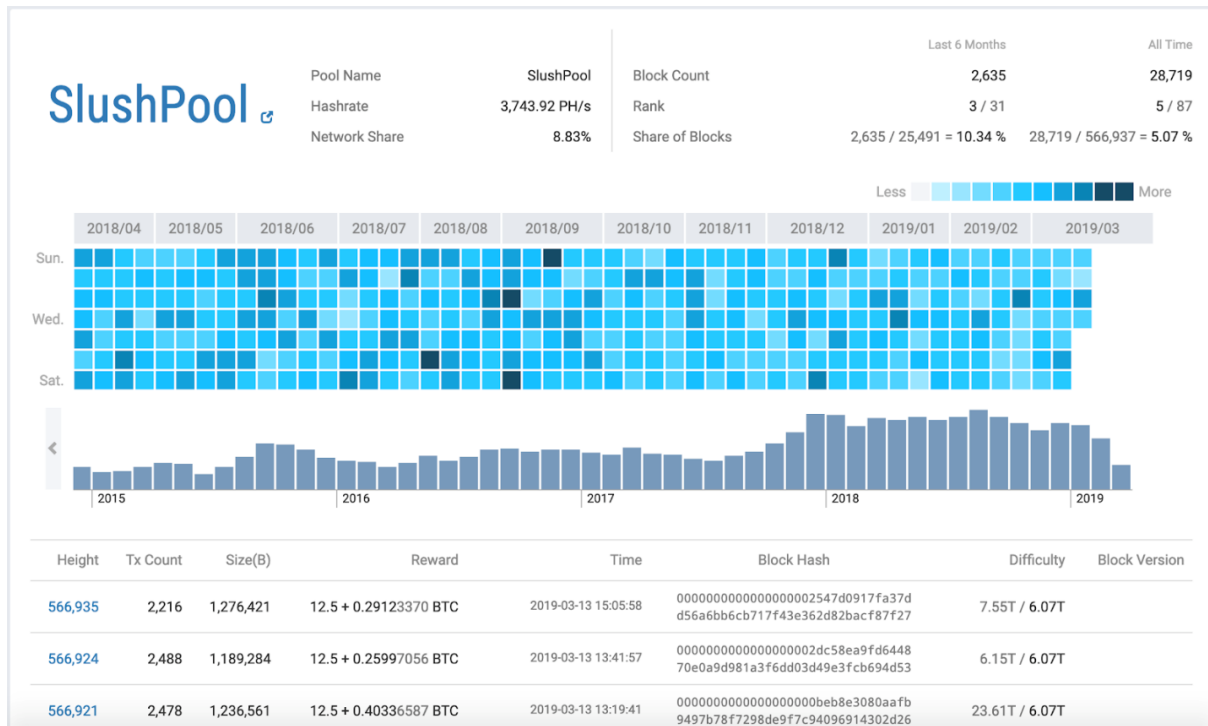 Last 6 Months All Time
SlushPool
Pool Name SlushPool Block Count 2,635 28,719
Hashrate 3,743.92 PH/s Rank 3 / 31 5 / 87
Network Share 8.83% Share of Blocks 2,635 / 25,491 = 10.34 % 28,719 / 566,937 = 5.07 %
Less More
2018/04 2018/05 2018/06 2018/07 2018/08 2018/09 2018/10 2018/11 2018/12 2019/01 2019/02 2019/03
Sun.
Wed.
Sat.
2015 2016 2017 2018 2019
Height Tx Count Size(B) Reward Time Block Hash Difficulty Block Version
566,935 2,216 1,276,421 12.5 + 0.29123370 BTC 2019-03-13 15:05:58 0000000000000000002547d0917fa37d 7.55T / 6.07T
d56a6bb6cb717f43e362d82bacf87f27
566,924 2,488 1,189,284 12.5 + 0.25997056 BTC 2019-03-13 13:41:57 0000000000000000002dc58ea9fd6448 6.15T / 6.07T
70e0a9d981a3f6dd03d49e3fcb694d53
566,921 2,478 1,236,561 12.5 + 0.40336587 BTC 2019-03-13 13:19:41 0000000000000000000beb8e3080aafb 23.61T / 6.07T
9497b78f7298de9f7c94096914302d26